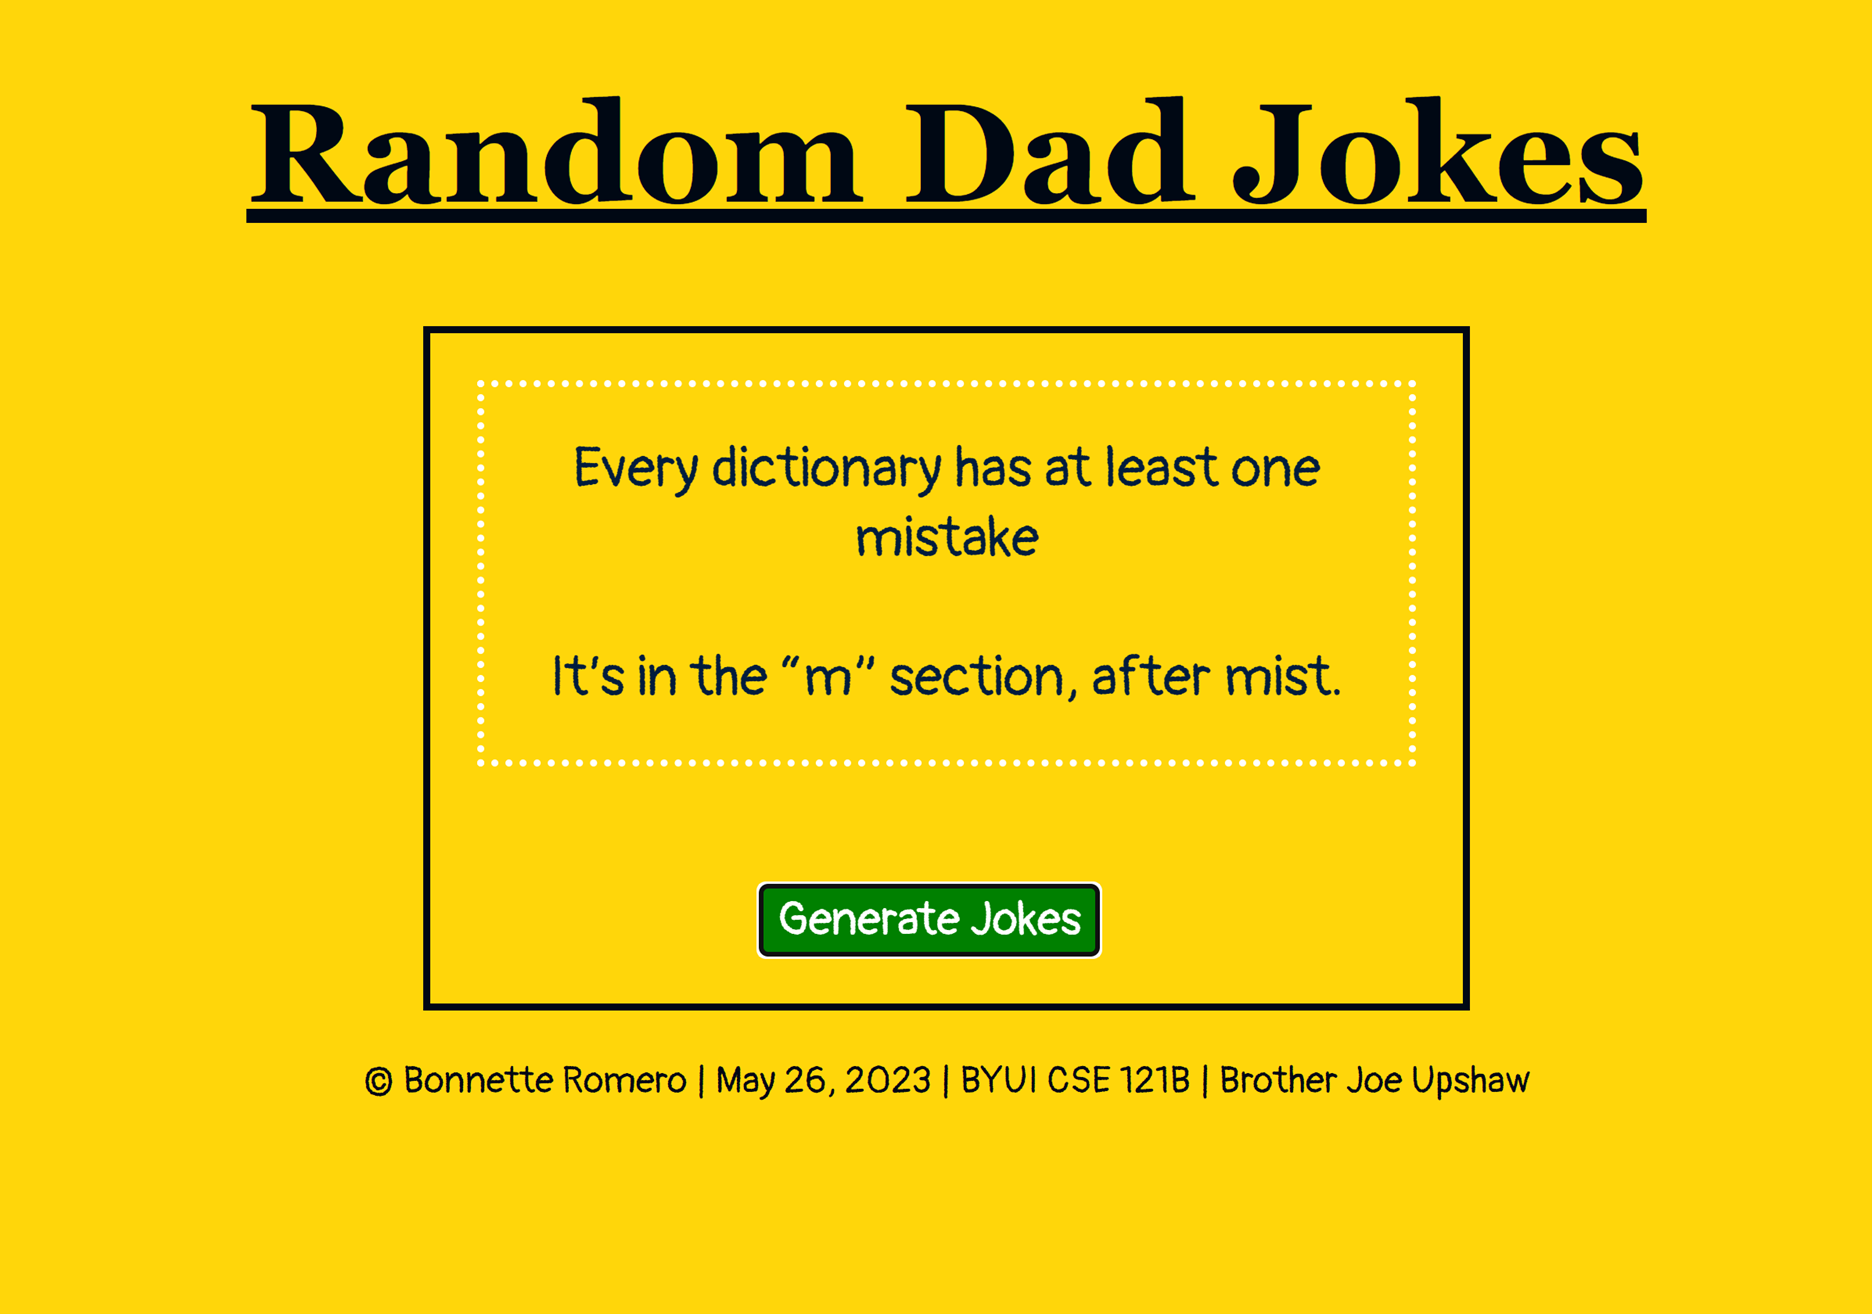 Random Dad Jokes
Every dictionary has at least one
mistake
It's in the “m” section, after mist.
Generate Jokes
© Bonnette Romero | May 26, 2023 | BYUI CSE 121B | Brother Joe Upshaw